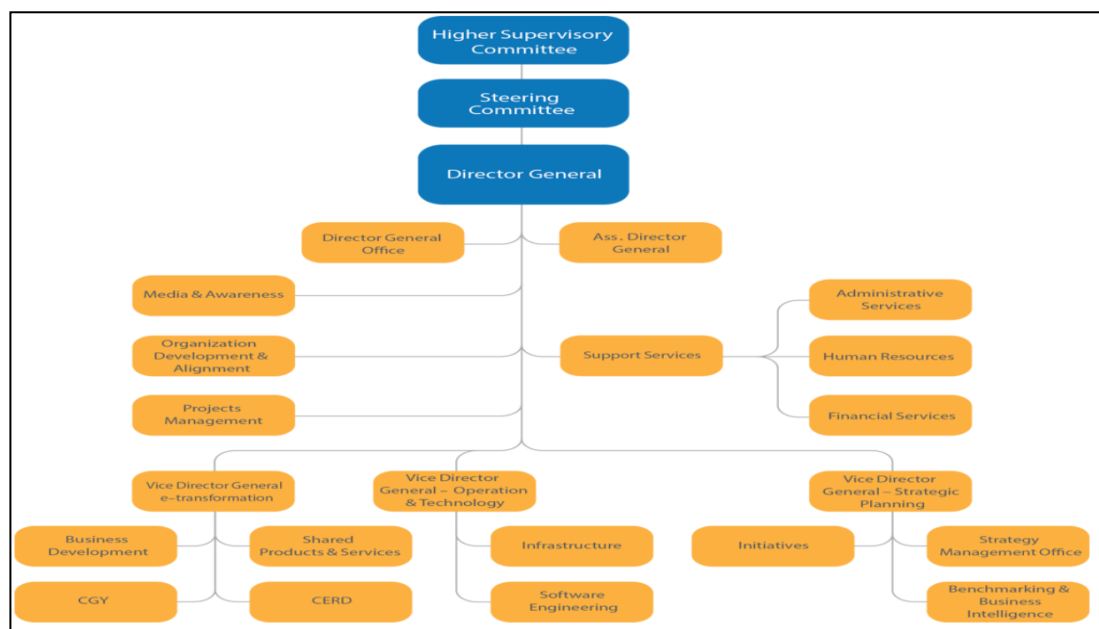 Higher Supervisory
Committee
Steering
Committee
Director General
Director General
Office
Ass. Director
General
Media & Awareness
Administrative
Services
Organization
Development &
Alignment
Support Services
Human Resources
Projects
Management
Financial Services
Vice Director General
e-transformation
Vice Director
General – Operation
& Technology
Vice Director
General – Strategic
Planning
Business
Development
Shared
Products & Services
Infrastructure
Initiatives
Strategy
Management Office
CGY
CERD
Software
Engineering
Benchmarking &
Business
Intelligence